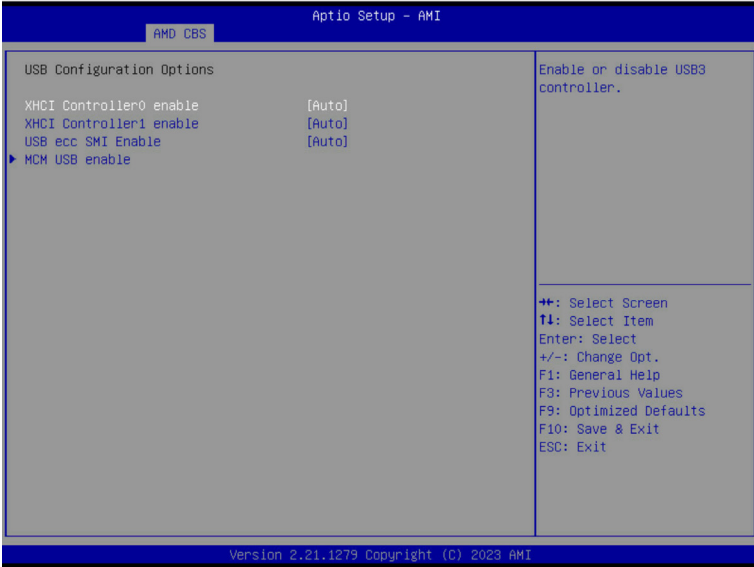 Aptio Setup – AMI
AMD CBS
USB Configuration Options
XHCI Controller0 enable [Auto]
XHCI Controller1 enable [Auto]
USB ecc SMI Enable [Auto]
MCM USB enable
Enable or disable USB3
controller.
→←: Select Screen
↑↓: Select Item
Enter: Select
+/-: Change Opt.
F1: General Help
F3: Previous Values
F9: Optimized Defaults
F10: Save & Exit
ESC: Exit
Version 2.21.1279 Copyright (C) 2023 AMI